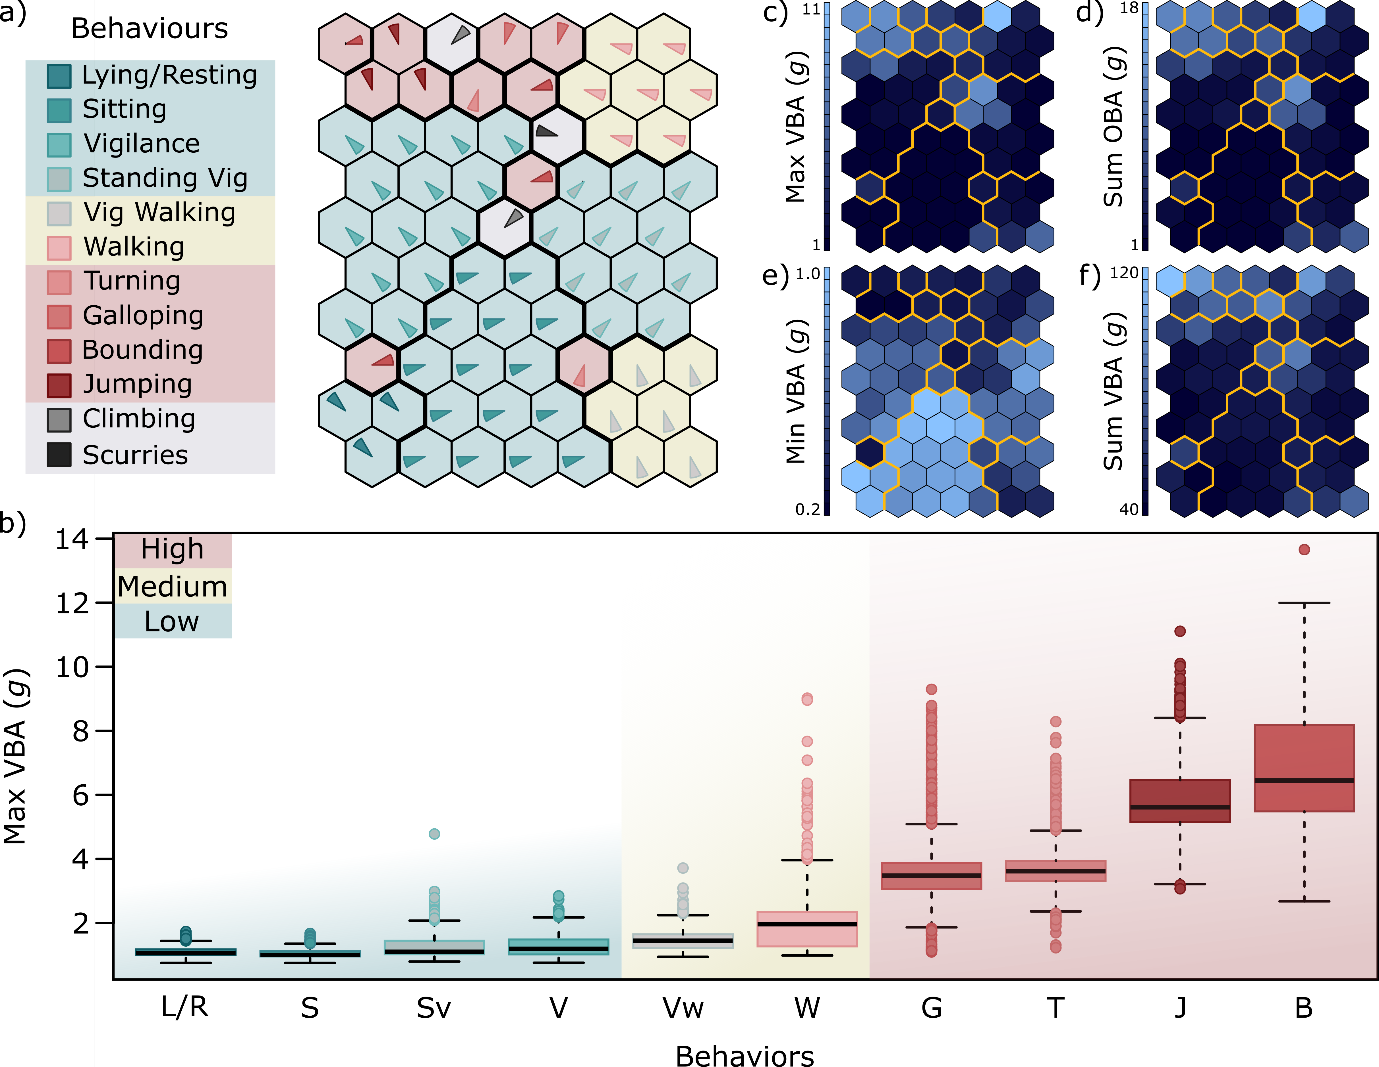 a)
Behaviours
Lying/Resting
Sitting
Vigilance
Standing Vig
Vig Walking
Walking
Turning
Galloping
Bounding
Jumping
Climbing
Scurries
c)
11
Max VBA (g)
1
d)
18
Sum OBA (g)
1
e)
1.0
Min VBA (g)
0.2
f)
120
Sum VBA (g)
40
b)
High
Medium
Low
Max VBA (g)
14
12
10
8
6
4
2
L/R S Sv V Vw W G T J B
Behaviors